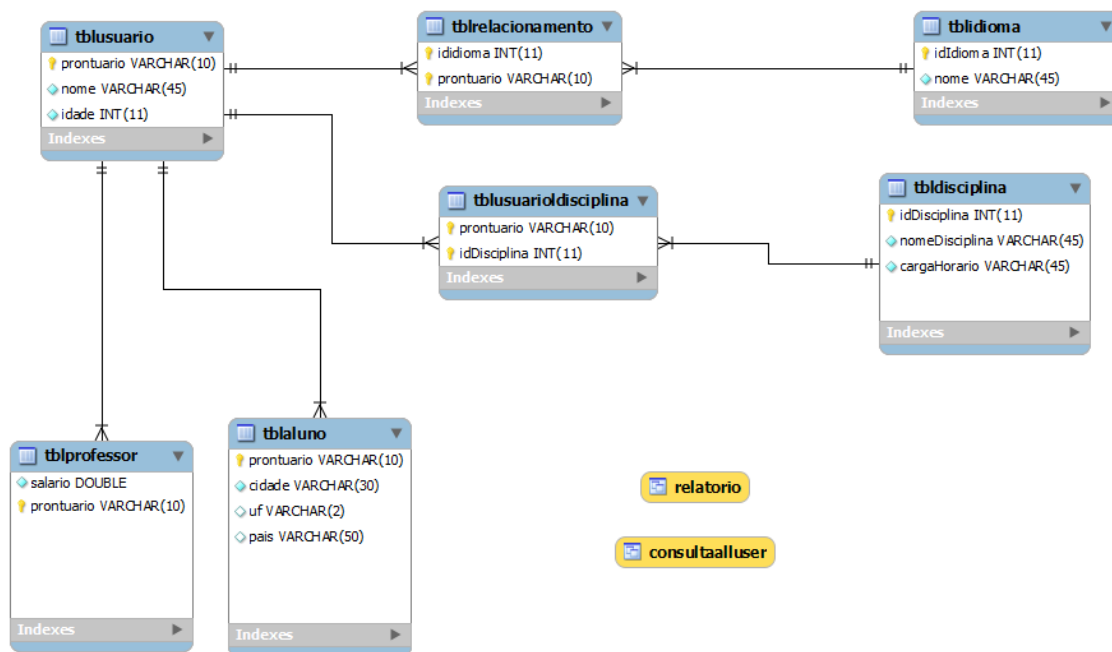 tblusuario
prontuario VARCHAR(10)
nome VARCHAR(45)
idade INT(11)
Indexes
tblrelacionamento
ididioma INT(11)
prontuario VARCHAR(10)
Indexes
tblidioma
idIdioma INT(11)
nome VARCHAR(45)
Indexes
tblusuarioldisciplina
prontuario VARCHAR(10)
idDisciplina INT(11)
Indexes
tbldisciplina
idDisciplina INT(11)
nomeDisciplina VARCHAR(45)
cargaHorario VARCHAR(45)
Indexes
tblprofessor
salario DOUBLE
prontuario VARCHAR(10)
Indexes
tblaluno
prontuario VARCHAR(10)
cidade VARCHAR(30)
uf VARCHAR(2)
pais VARCHAR(50)
Indexes
relatorio
consultaalluser